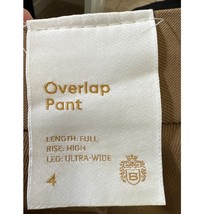 Overlap
Pant
LENGTH: FULL
RISE: HIGH
LEG: ULTRA-WIDE
4
B